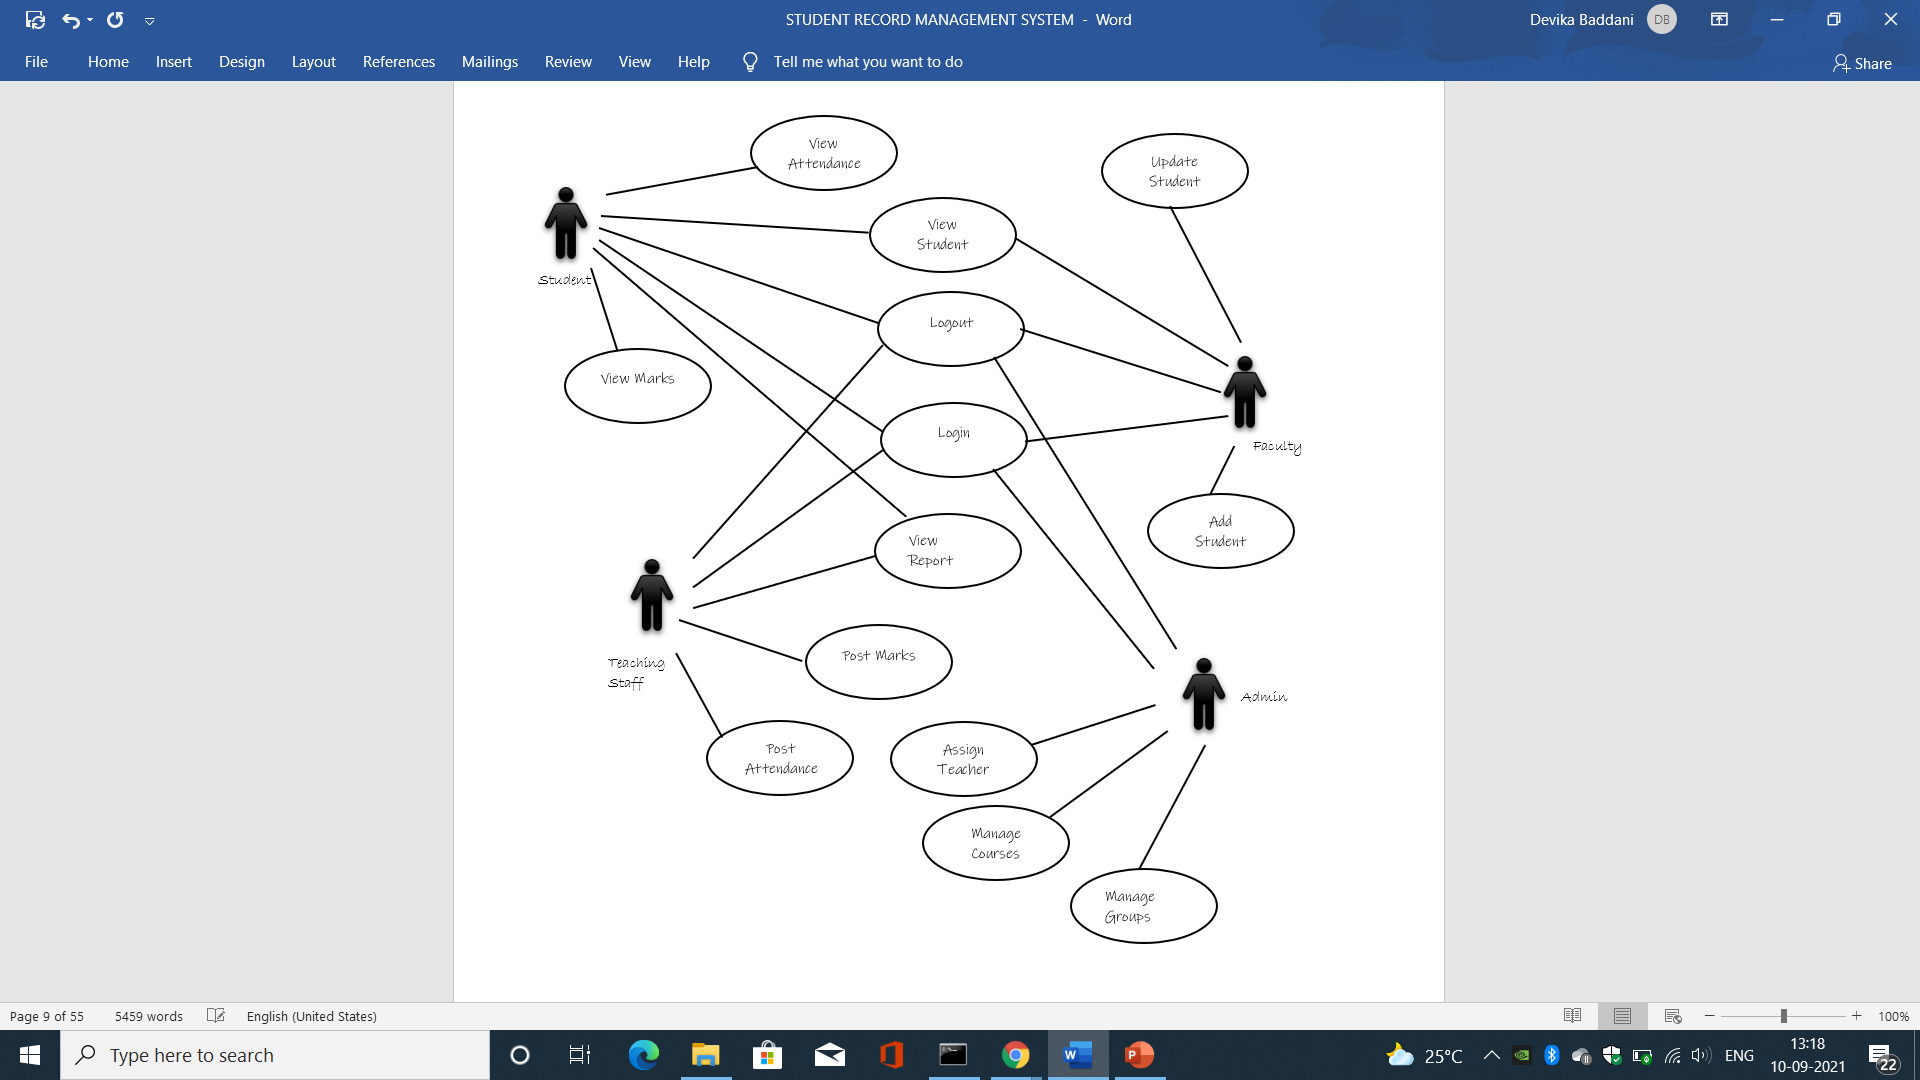 STUDENT RECORD MANAGEMENT SYSTEM - Word
Devika Baddani
DB
File
Home
Insert
Design
Layout
References
Mailings
Review
View
Help
Tell me what you want to do
Share
View
Attendance
Update
Student
View
Student
Student
Logout
View Marks
Login
Faculty
Add
Student
View
Report
Teaching
Staff
Post Marks
Admin
Post
Attendance
Assign
Teacher
Manage
Courses
Manage
Groups
Page 9 of 55
5459 words
English (United States)
100%
Type here to search
25°C
ENG
13:18
10-09-2021
22